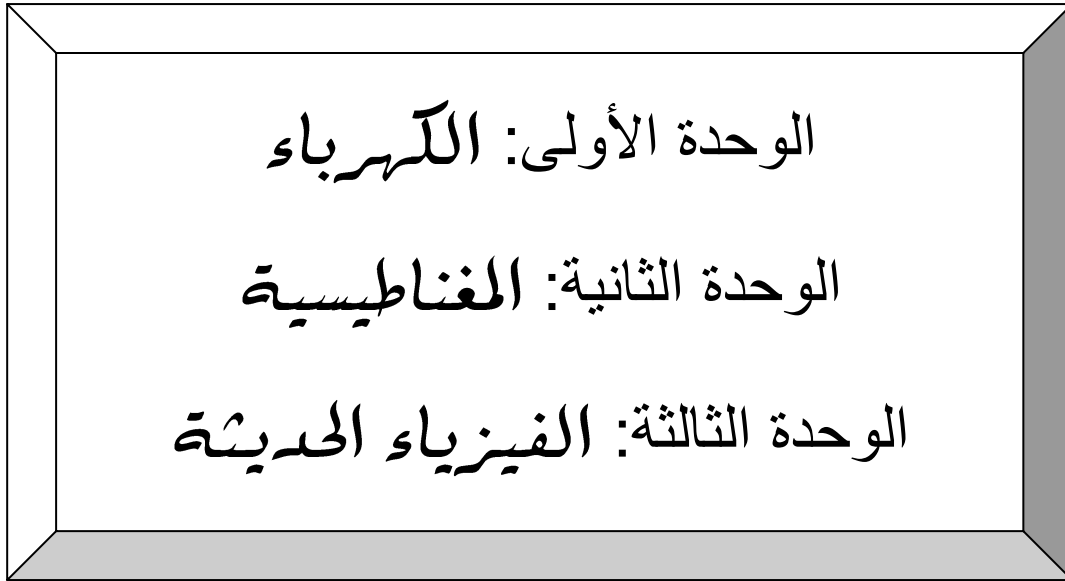 الوحدة الأولى: الكهرباء
الوحدة الثانية: المغناطيسية
الوحدة الثالثة: الفيزياء الحديثة